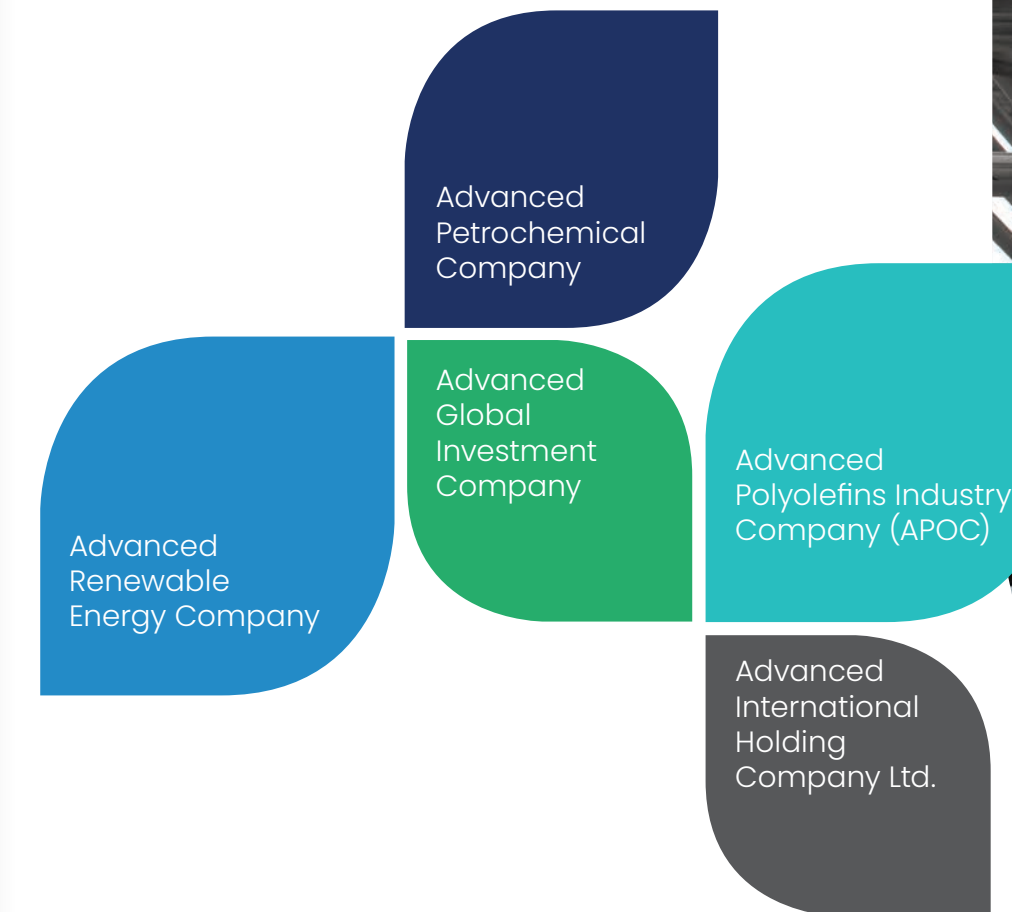 Advanced
Petrochemical
Company
Advanced
Global
Investment
Company
Advanced
Polyolefins Industry
Company (APOC)
Advanced
Renewable
Energy Company
Advanced
International
Holding
Company Ltd.